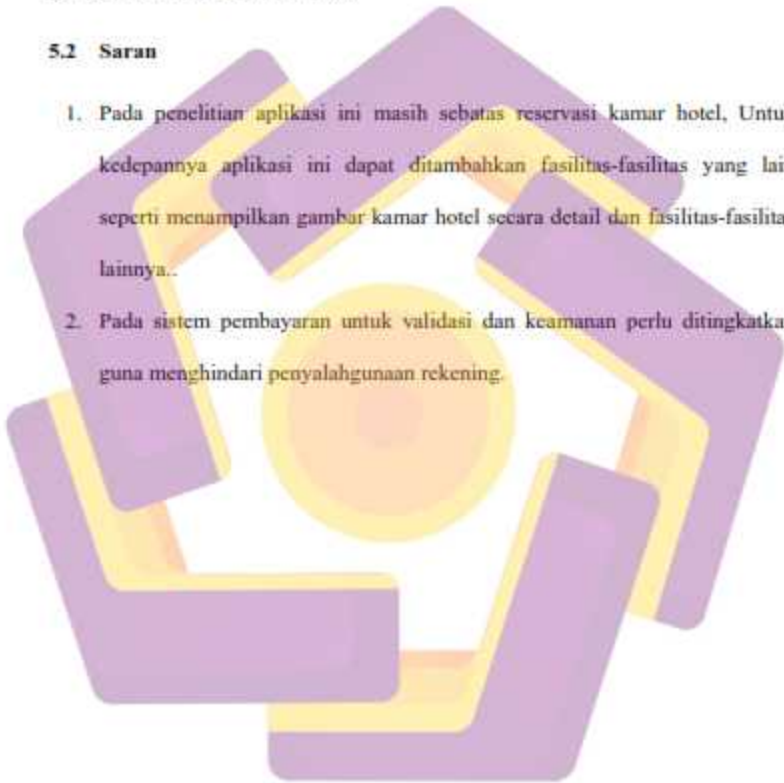 5.2 Saran
1. Pada penelitian aplikasi ini masih sebatas reservasi kamar hotel, Untu
kedepannya aplikasi ini dapat ditambahkan fasilitas-fasilitas yang lai
seperti menampilkan gambar kamar hotel secara detail dan fasilitas-fasilita
lainnya..
2. Pada sistem pembayaran untuk validasi dan keamanan perlu ditingkatka
guna menghindari penyalahgunaan rekening.